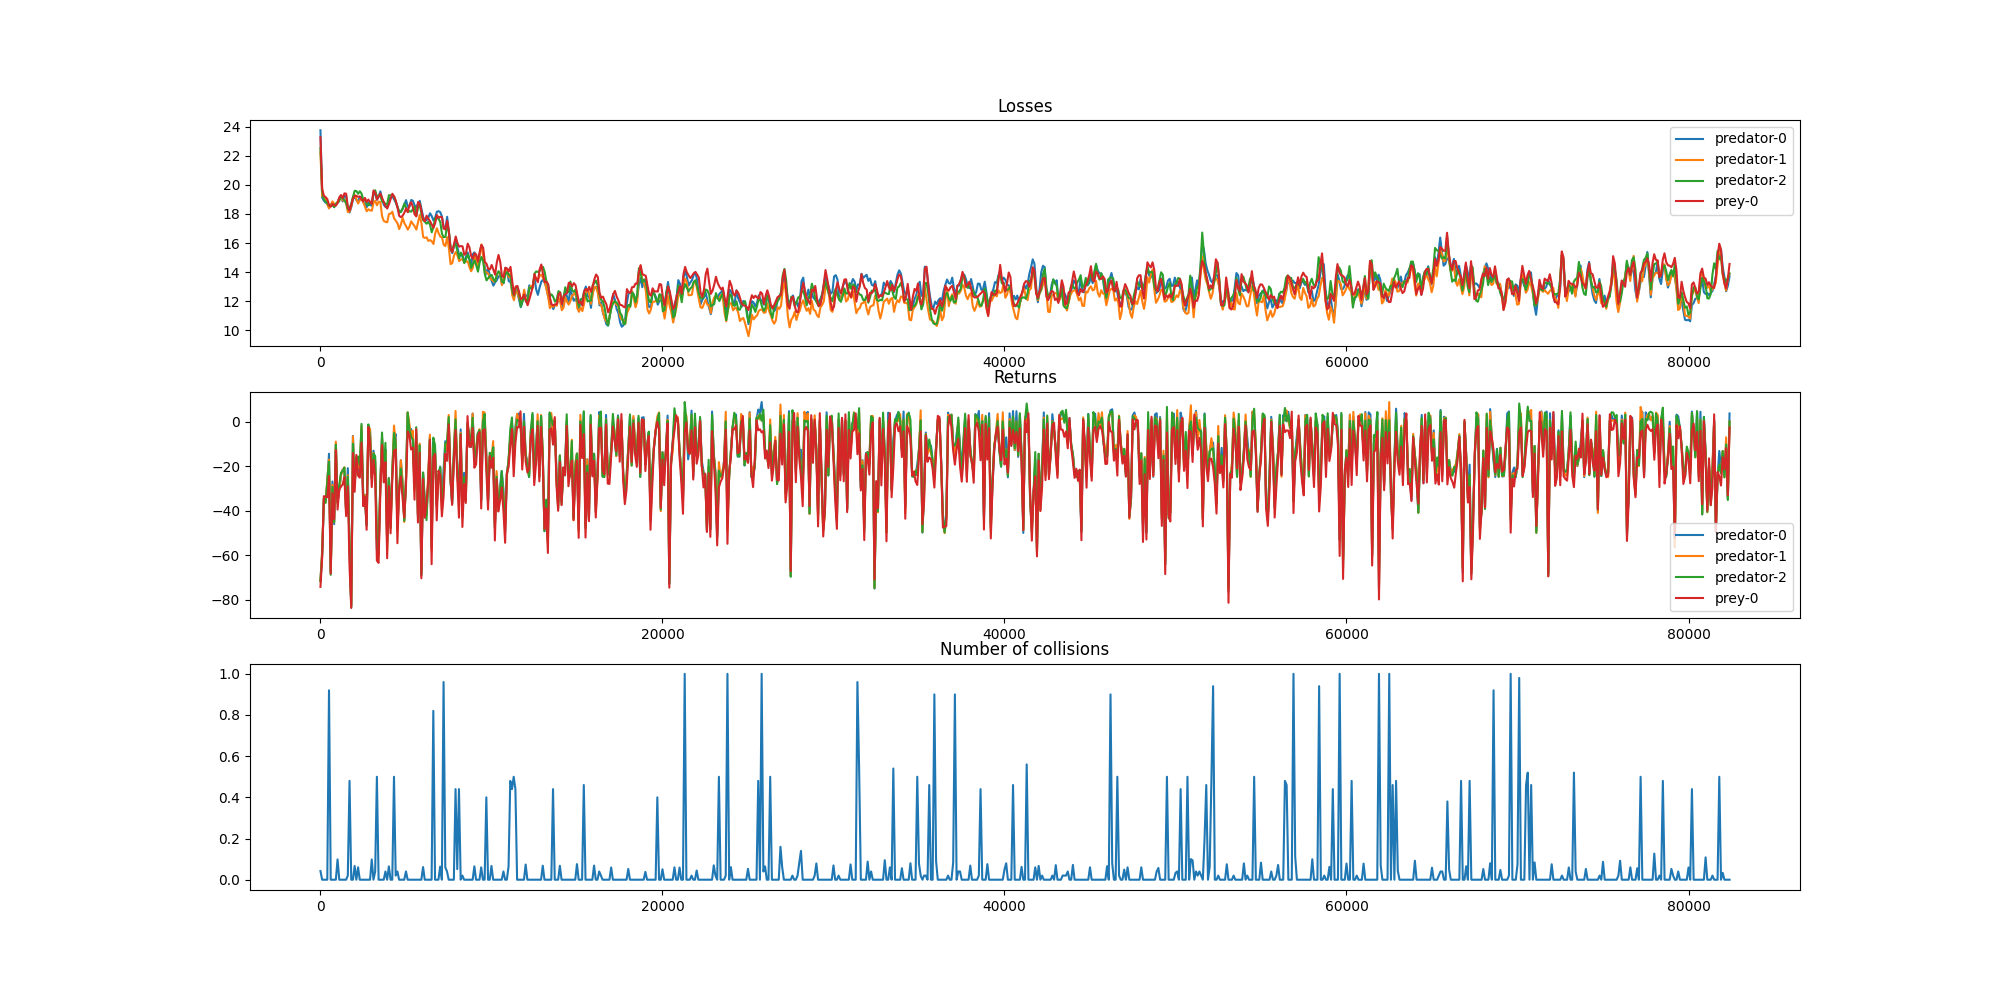 Losses
24
22
20
18
16
14
12
10
predator-0
predator-1
predator-2
prey-0
0 20000 40000 60000 80000
Returns
0
−20
−40
−60
−80
predator-0
predator-1
predator-2
prey-0
0 20000 40000 60000 80000
Number of collisions
1.0
0.8
0.6
0.4
0.2
0.0
0 20000 40000 60000 80000